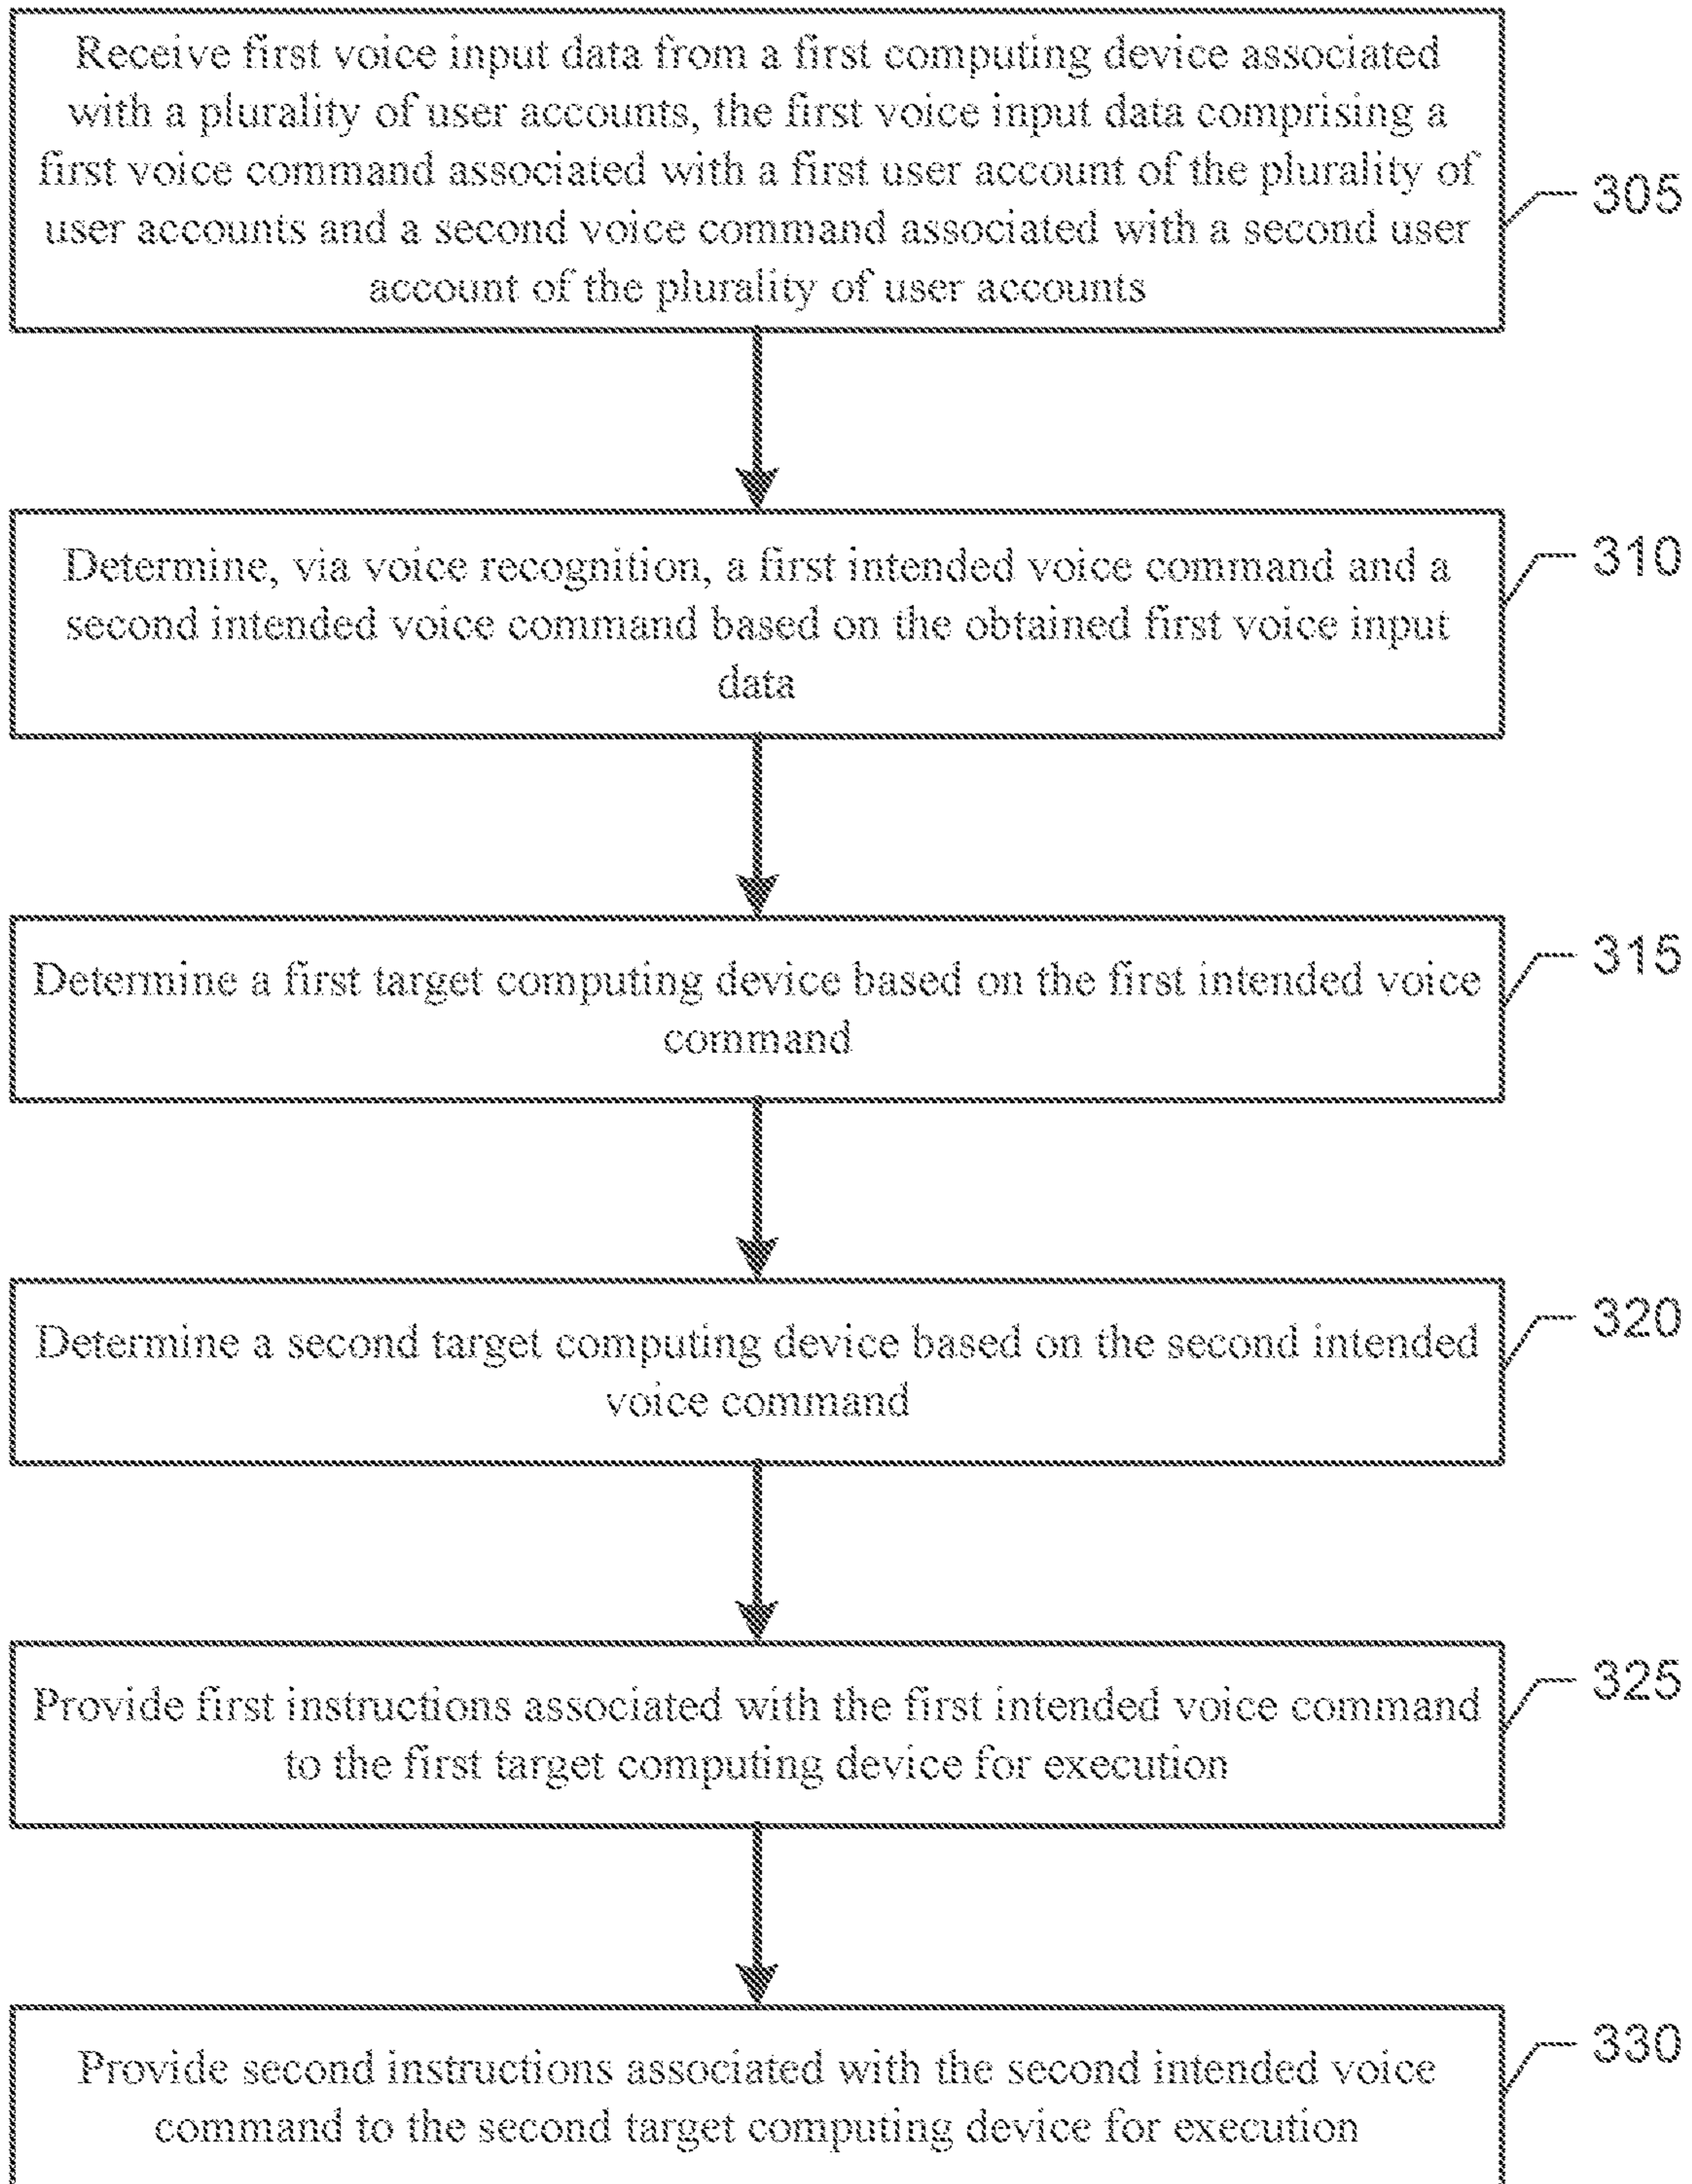 Receive first voice input data from a first computing device associated
with a plurality of user accounts, the first voice input data comprising a
first voice command associated with a first user account of the plurality of
user accounts and a second voice command associated with a second user
account of the plurality of user accounts
305
Determine, via voice recognition, a first intended voice command and a
second intended voice command based on the obtained first voice input
data
310
Determine a first target computing device based on the first intended voice
command
315
Determine a second target computing device based on the second intended
voice command
320
Provide first instructions associated with the first intended voice command
to the first target computing device for execution
325
Provide second instructions associated with the second intended voice
command to the second target computing device for execution
330